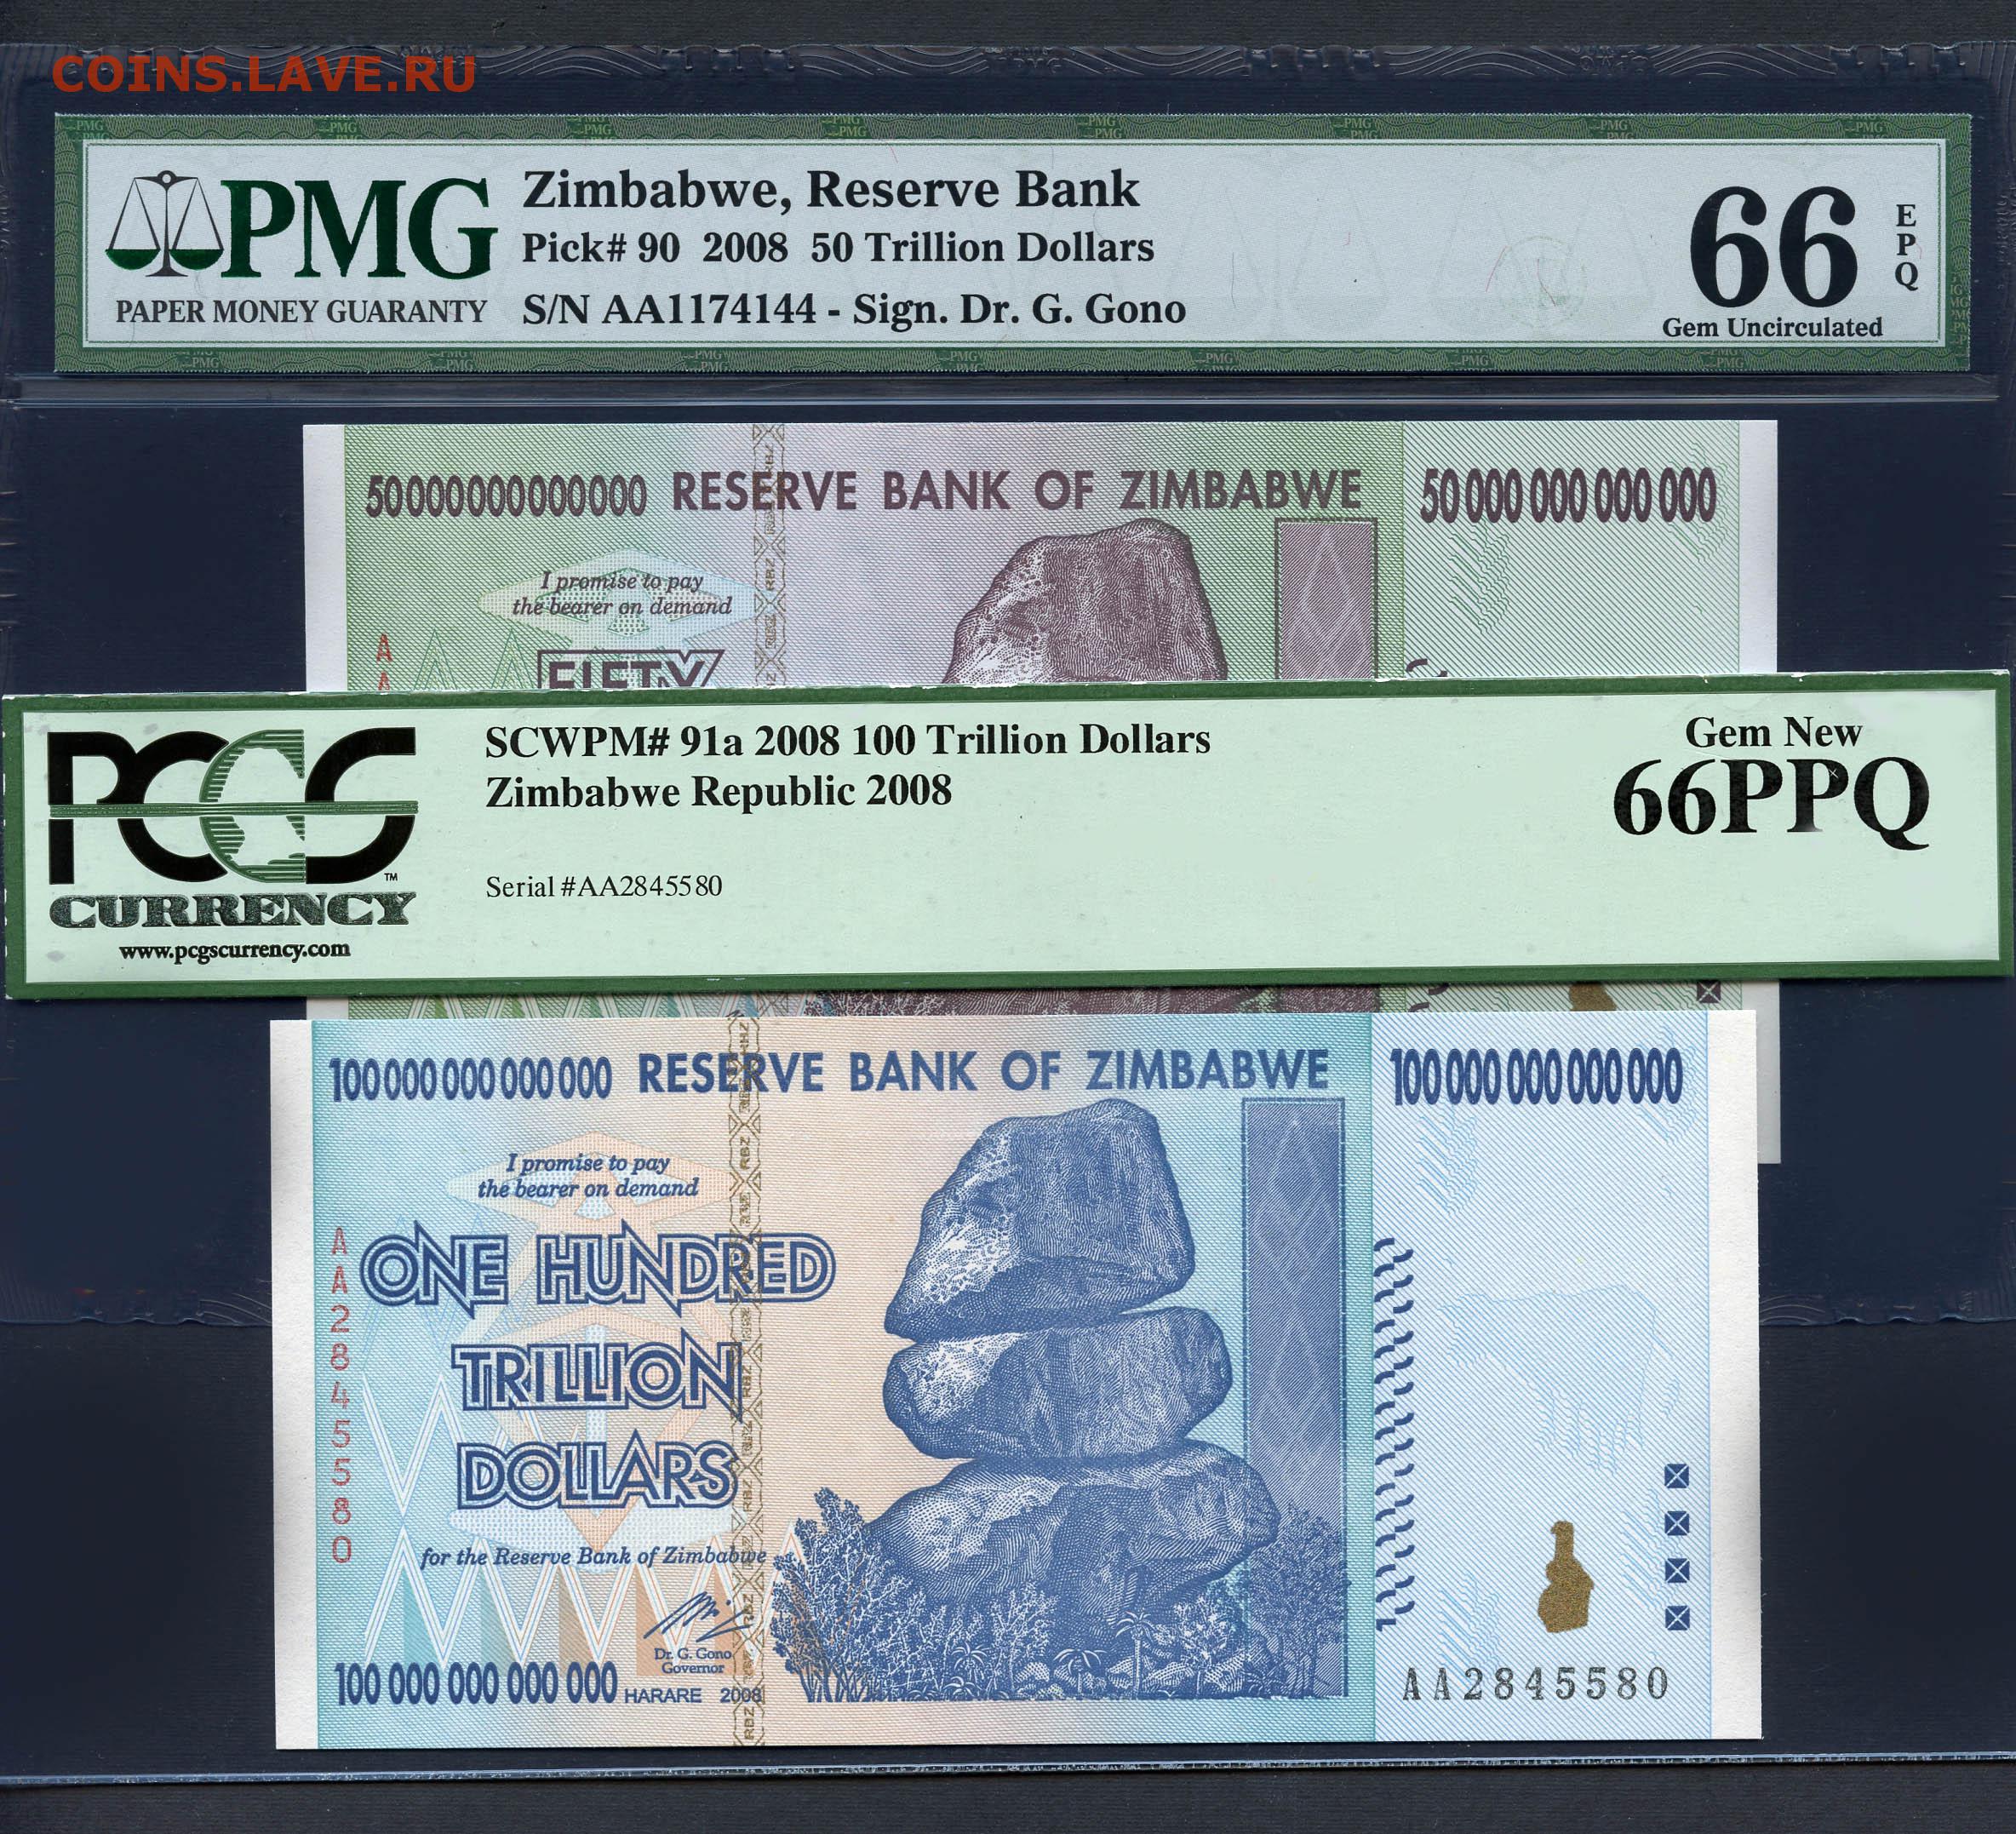 COINS.LAVE.RU
PMG
PAPER MONEY GUARANTY
Zimbabwe, Reserve Bank
Pick# 90 2008 50 Trillion Dollars
S/N AA1174144 - Sign. Dr. G. Gono
66
EPQ
Gem Uncirculated
50000000000000 RESERVE BANK OF ZIMBABWE 50 000 000 000 000
I promise to pay
the bearer on demand
FIFTY
A
A
PCGS
CURRENCY
™
www.pcgscurrency.com
SCWPM# 91a 2008 100 Trillion Dollars
Zimbabwe Republic 2008
Serial #AA2845580
Gem New
66PPQ
100 000 000 000 000 RESERVE BANK OF ZIMBABWE 100 000 000 000 000
I promise to pay
the bearer on demand
AA2845580
ONE HUNDRED
TRILLION
DOLLARS
for the Reserve Bank of Zimbabwe
Dr. G. Gono
Governor
100 000 000 000 000 HARARE 2008
AA2845580
RBZ